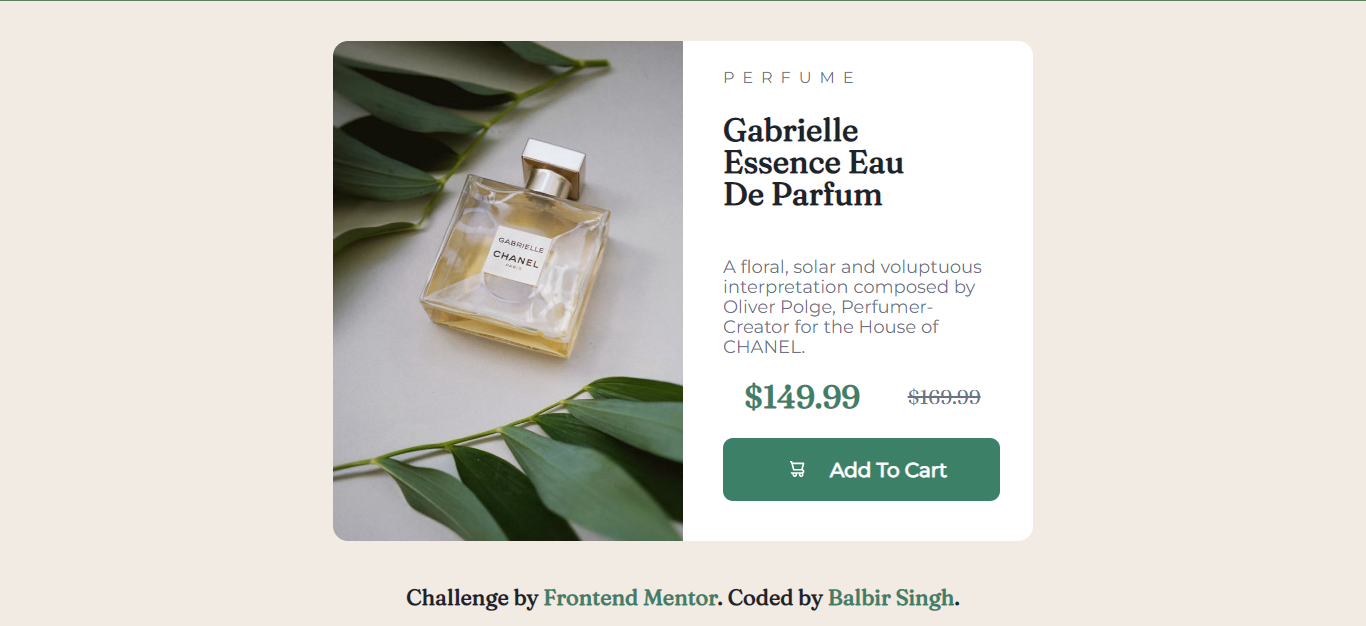 PERFUME
Gabrielle
Essence Eau
De Parfum
GABRIELLE
CHANEL
PARIS
A floral, solar and voluptuous
interpretation composed by
Oliver Polge, Perfumer-
Creator for the House of
CHANEL.
$149.99 $169.99
Add To Cart
Challenge by Frontend Mentor. Coded by Balbir Singh.